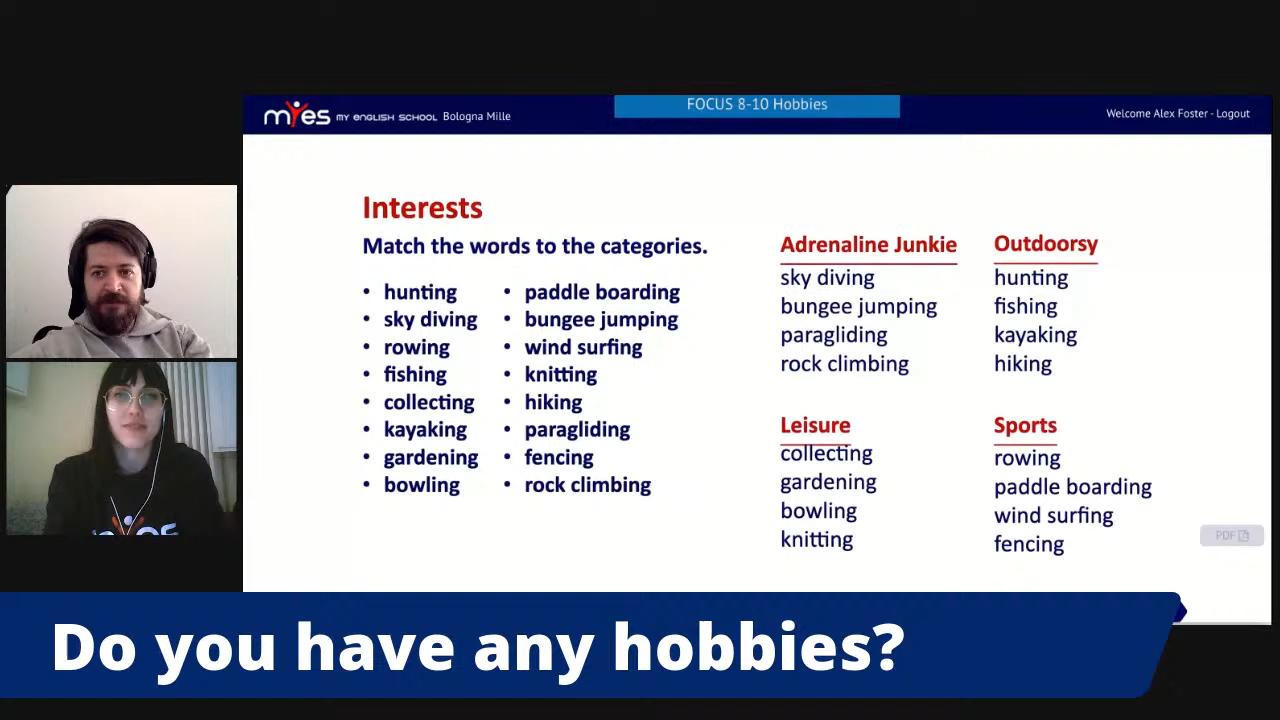 FOCUS 8-10 Hobbies
myes MY ENGLISH SCHOOL Bologna Mille
Welcome Alex Foster - Logout
Interests
Match the words to the categories.
• hunting
• sky diving
• rowing
• fishing
• collecting
• kayaking
• gardening
• bowling
• paddle boarding
• bungee jumping
• wind surfing
• knitting
• hiking
• paragliding
• fencing
• rock climbing
Adrenaline Junkie
sky diving
bungee jumping
paragliding
rock climbing
Outdoorsy
hunting
fishing
kayaking
hiking
Leisure
collecting
gardening
bowling
knitting
Sports
rowing
paddle boarding
wind surfing
fencing
PDF
Do you have any hobbies?